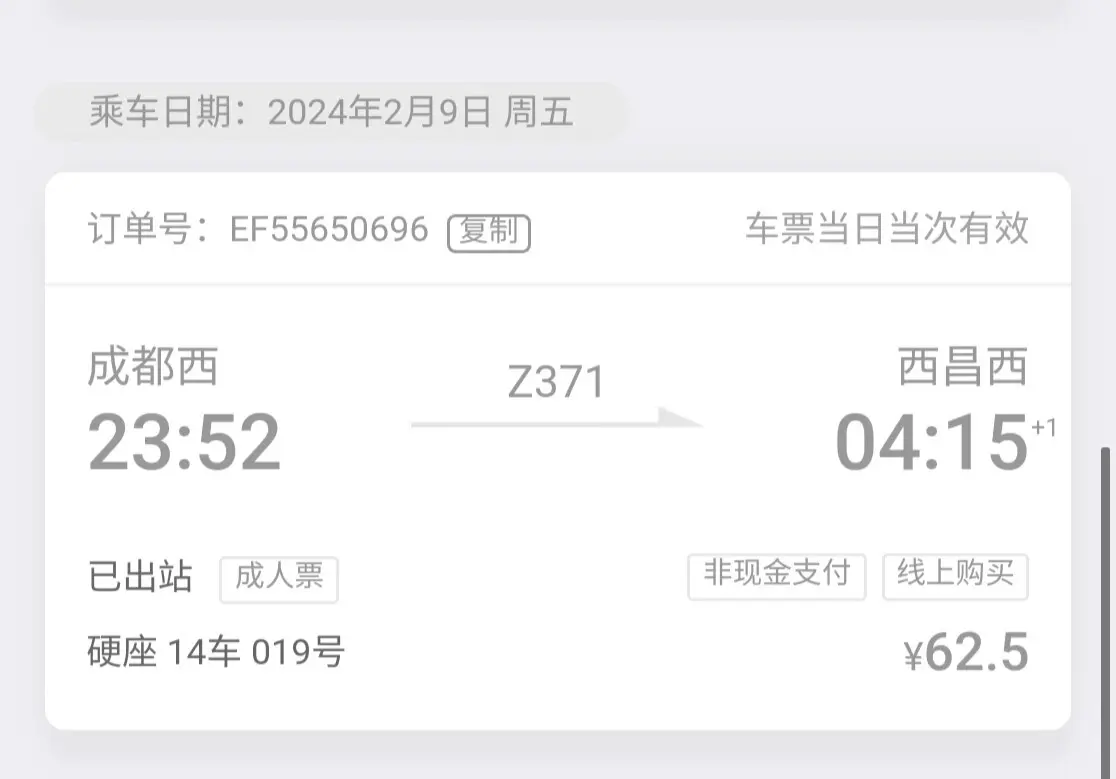 乘车日期：2024年2月9日 周五
订单号：EF55650696 复制 车票当日当次有效
成都西 Z371 西昌西
23:52 04:15+1
已出站 成人票 非现金支付 线上购买
硬座 14车 019号 ¥62.5